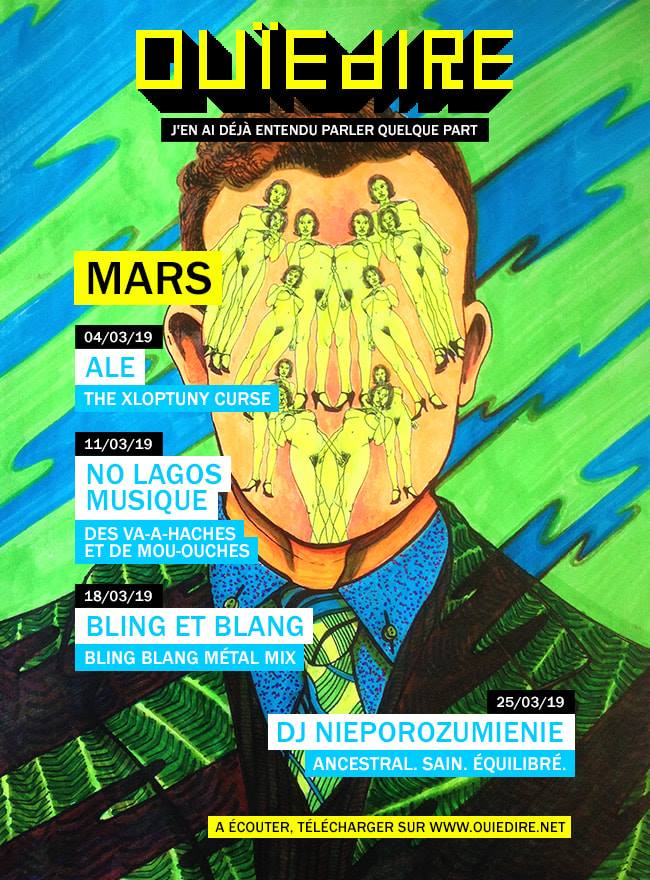 OUÏEDIRE
J'EN AI DÉJÀ ENTENDU PARLER QUELQUE PART
MARS
04/03/19
ALE
THE XLOPTUNY CURSE
11/03/19
NO LAGOS
MUSIQUE
DES VA-A-HACHES
ET DE MOU-OUCHES
18/03/19
BLING ET BLANG
BLING BLANG MÉTAL MIX
25/03/19
DJ NIEPOROZUMIENIE
ANCESTRAL. SAIN. ÉQUILIBRÉ.
A ÉCOUTER, TÉLÉCHARGER SUR WWW.OUIEDIRE.NET